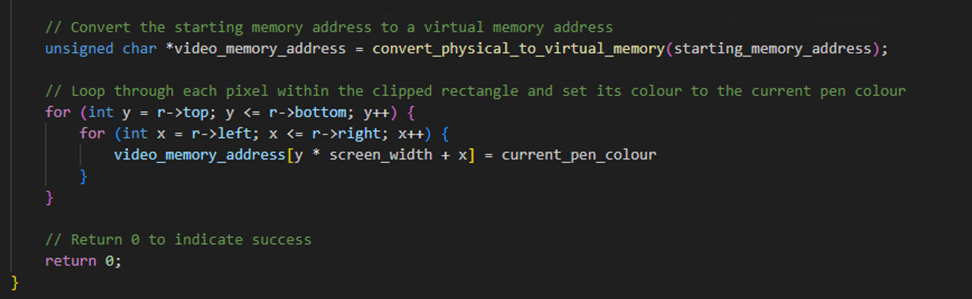 // Convert the starting memory address to a virtual memory address
unsigned char *video_memory_address = convert_physical_to_virtual_memory(starting_memory_address);
// Loop through each pixel within the clipped rectangle and set its colour to the current pen colour
for (int y = r->top; y <= r->bottom; y++) {
for (int x = r->left; x <= r->right; x++) {
video_memory_address[y * screen_width + x] = current_pen_colour
}
}
// Return 0 to indicate success
return 0;
}